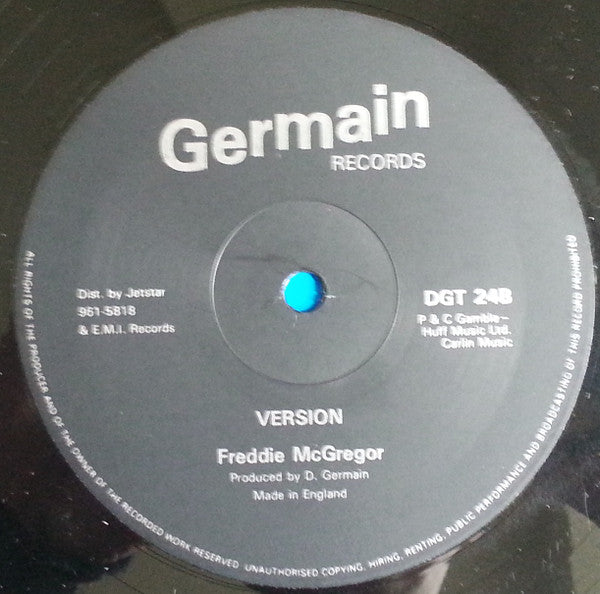 Germain
RECORDS
Dist. by Jetstar
961-5818
& E.M.I. Records
DGT 24B
P & C Gamble –
Huff Music Ltd.
Carlin Music
VERSION
Freddie McGregor
Produced by D. Germain
Made in England
ALL RIGHTS OF THE PRODUCER AND OF THE OWNER OF THE RECORDED WORK RESERVED. UNAUTHORISED COPYING, HIRING, RENTING, PUBLIC PERFORMANCE AND BROADCASTING OF THIS RECORD PROHIBITED